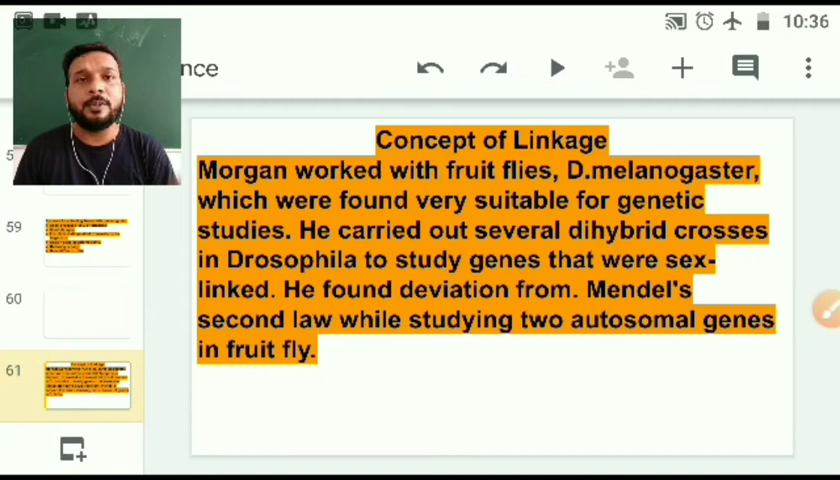 10:36
nce
Concept of Linkage
Morgan worked with fruit flies, D.melanogaster,
which were found very suitable for genetic
studies. He carried out several dihybrid crosses
in Drosophila to study genes that were sex-
linked. He found deviation from. Mendel's
second law while studying two autosomal genes
in fruit fly.
5
59
60
61